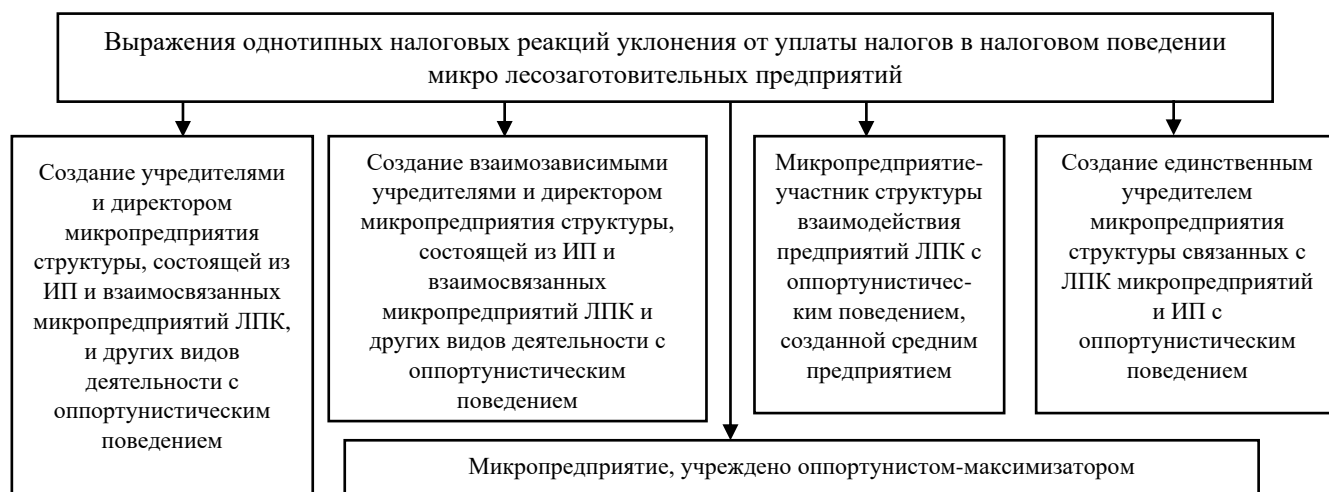 Выражения однотипных налоговых реакций уклонения от уплаты налогов в налоговом поведении
микро лесозаготовительных предприятий
Создание учредителями
и директором
микропредприятия
структуры, состоящей из
ИП и взаимосвязанных
микропредприятий ЛПК,
и других видов
деятельности с
оппортунистическим
поведением
Создание взаимозависимыми
учредителями и директором
микропредприятия структуры,
состоящей из ИП и
взаимосвязанных
микропредприятий ЛПК и
других видов деятельности с
оппортунистическим
поведением
Микропредприятие-
участник структуры
взаимодействия
предприятий ЛПК с
оппортунистичес-
ким поведением,
созданной средним
предприятием
Создание единственным
учредителем
микропредприятия
структуры связанных с
ЛПК микропредприятий
и ИП с
оппортунистическим
поведением
Микропредприятие, учреждено оппортунистом-максимизатором